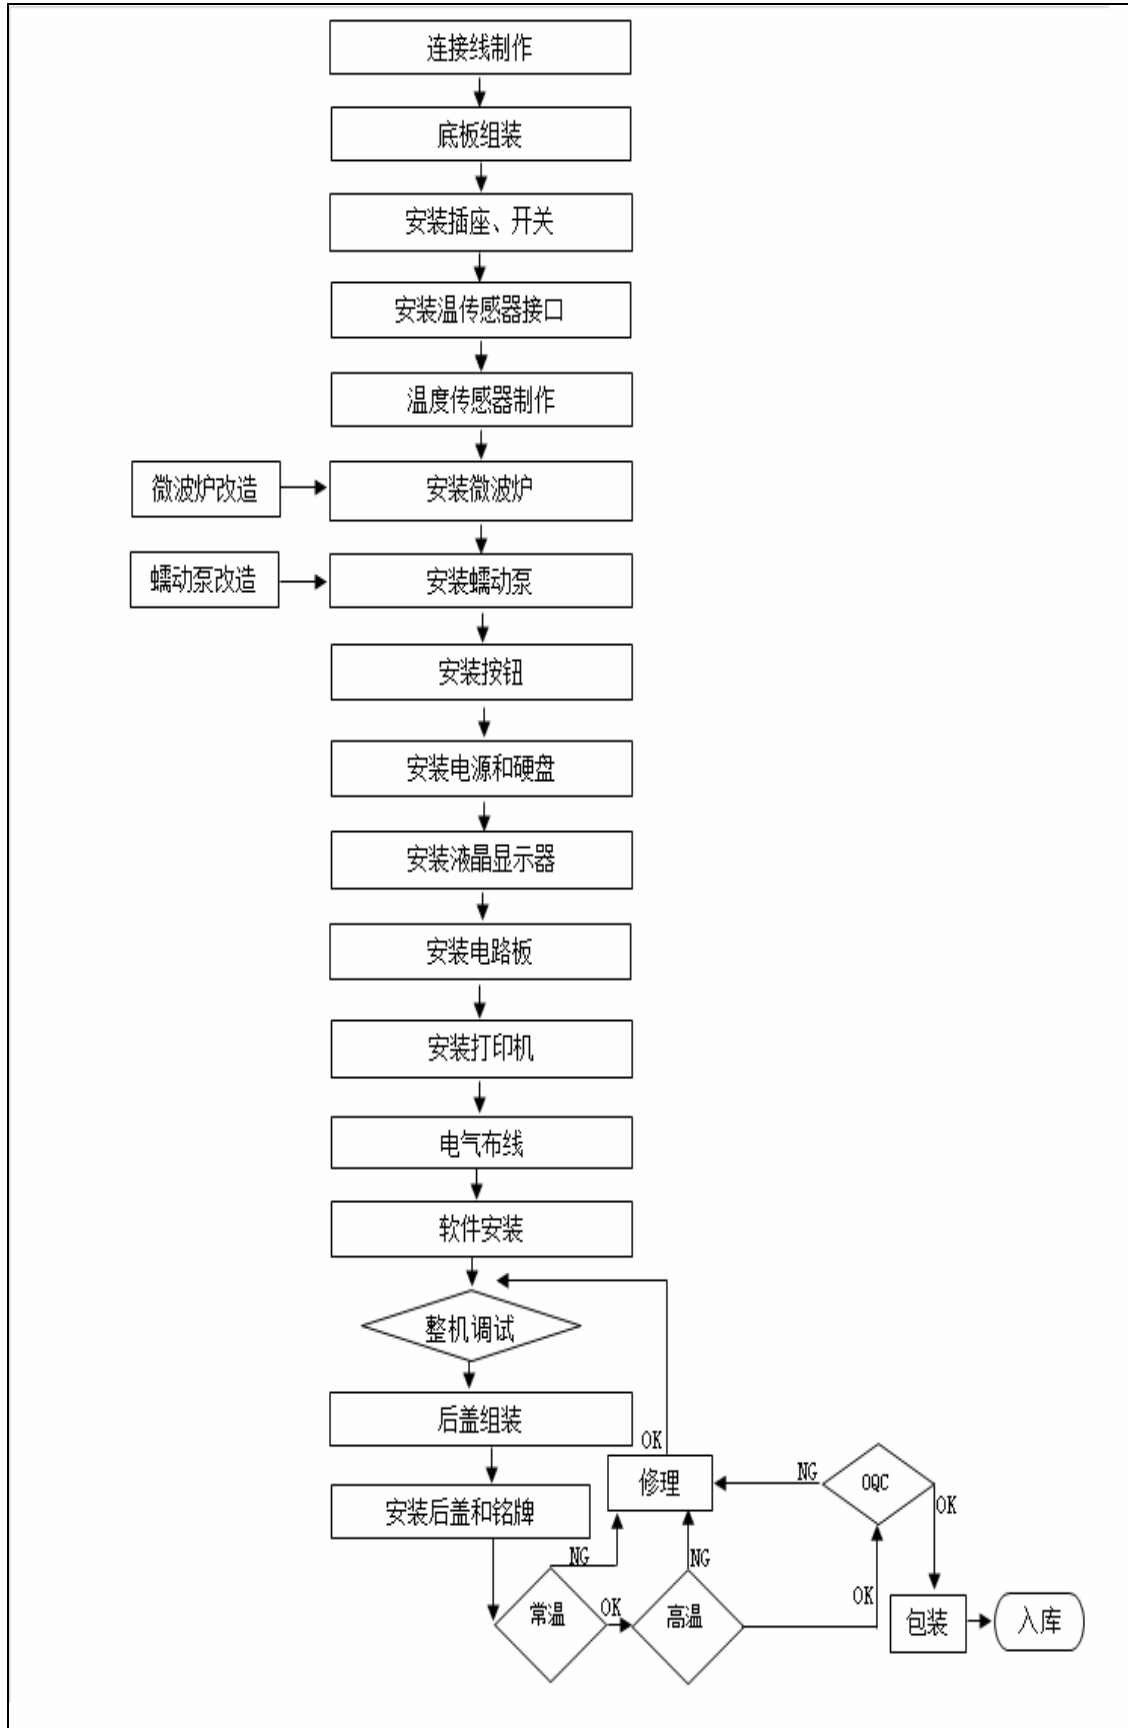 连接线制作
底板组装
安装插座、开关
安装温传感器接口
温度传感器制作
微波炉改造
安装微波炉
蠕动泵改造
安装蠕动泵
安装按钮
安装电源和硬盘
安装液晶显示器
安装电路板
安装打印机
电气布线
软件安装
整机调试
后盖组装
OK
修理
NG
OQC
OK
安装后盖和铭牌
NG
NG
常温
OK
高温
OK
包装
入库